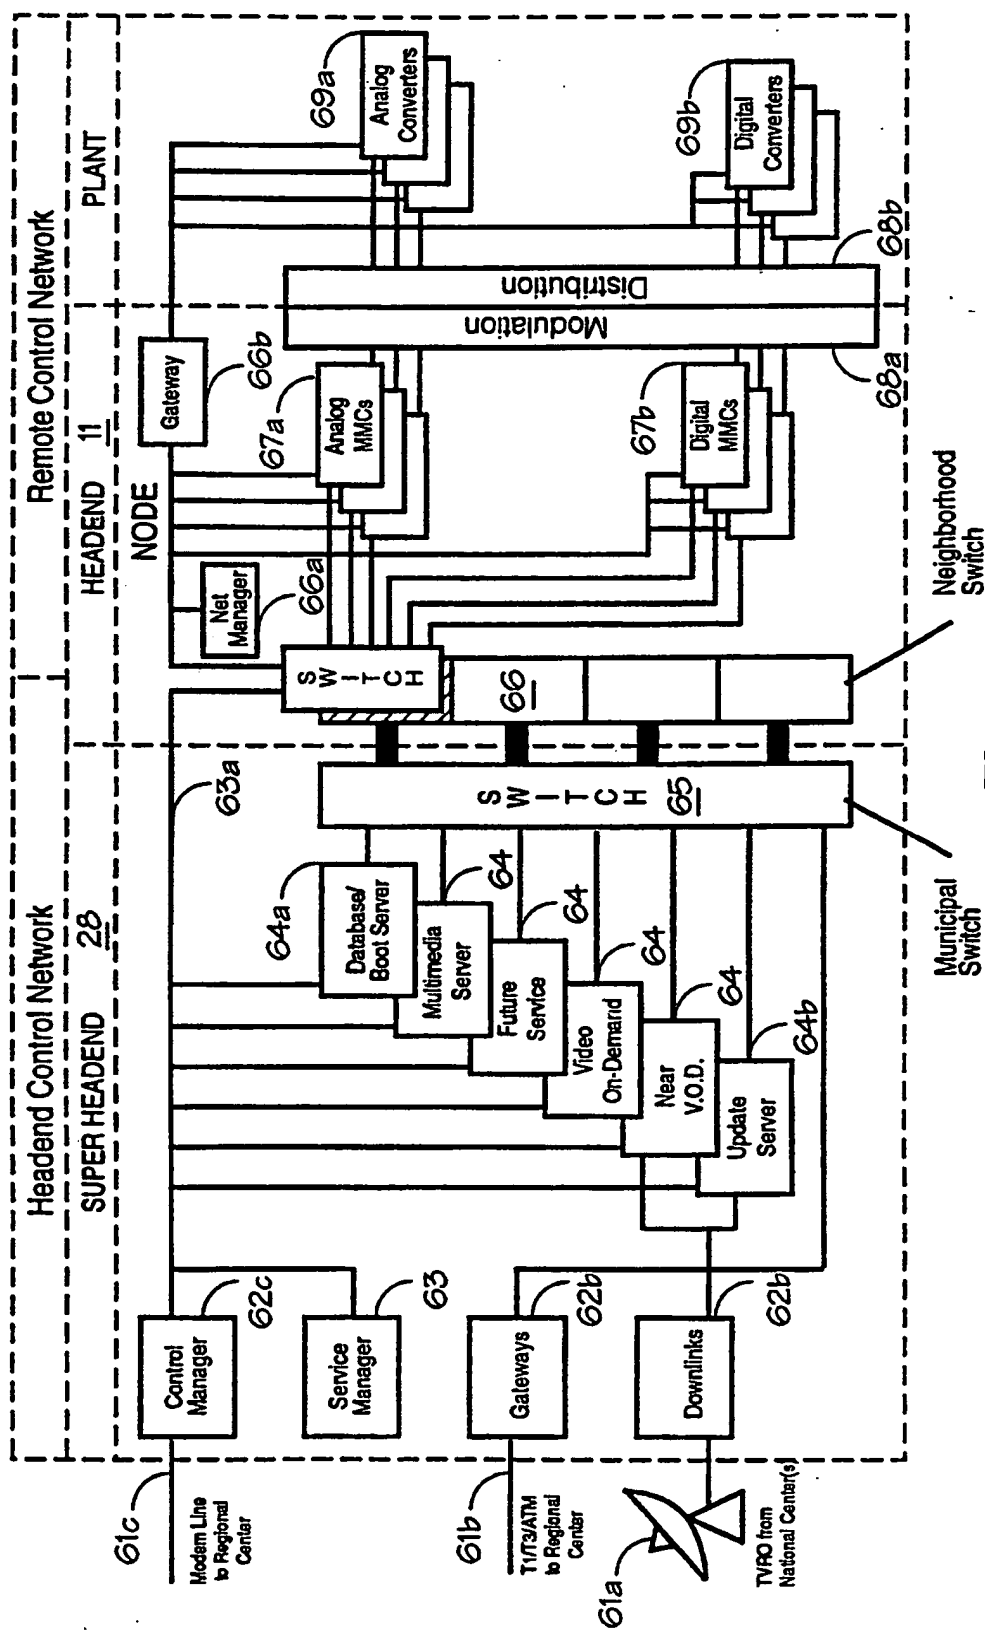 Headend Control Network
Remote Control Network
SUPER HEADEND
28
HEADEND
11
PLANT
NODE
61c
Modem Line
to Regional
Center
Control
Manager
62c
63a
Service
Manager
63
61b
T1/T3/ATM
to Regional
Center
Gateways
62b
61a
TVRO from
National Center(s)
Downlinks
62b
64a
Database/
Boot Server
Multimedia
Server
64
Future
Service
64
Video
On-Demand
64
Near
V.O.D.
64
Update
Server
64b
SWITCH
65
Municipal
Switch
SWITCH
66
Neighborhood
Switch
Net
Manager
66a
Gateway
66b
67a
Analog
MMCs
67b
Digital
MMCs
Modulation
68a
Distribution
68b
69a
Analog
Converters
69b
Digital
Converters